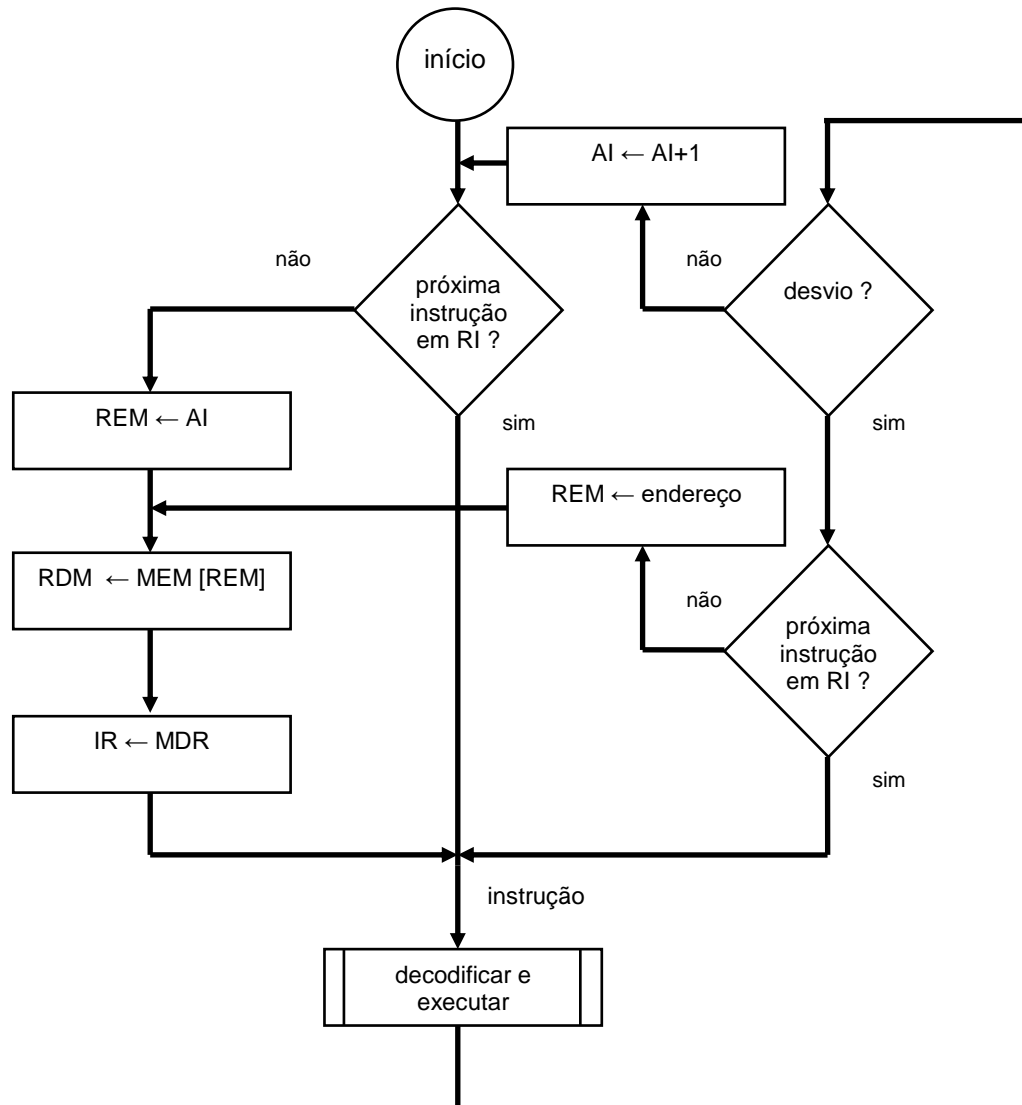 início
AI ← AI+1
não
próxima
instrução
em RI ?
não
desvio ?
REM ← AI
sim
sim
REM ← endereço
RDM ← MEM [REM]
não
próxima
instrução
em RI ?
IR ← MDR
sim
instrução
decodificar e
executar